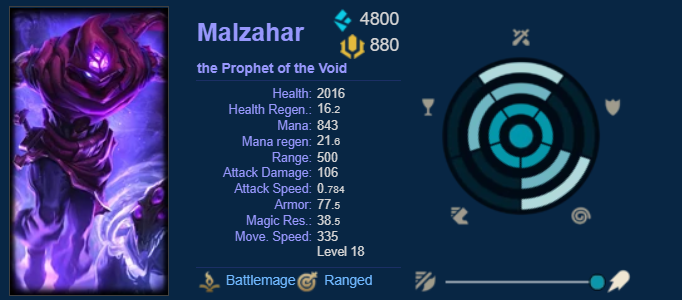 Malzahar
4800
880
the Prophet of the Void
Health: 2016
Health Regen.: 16.2
Mana: 843
Mana regen: 21.6
Range: 500
Attack Damage: 106
Attack Speed: 0.784
Armor: 77.5
Magic Res.: 38.5
Move. Speed: 335
Level 18
Battlemage Ranged